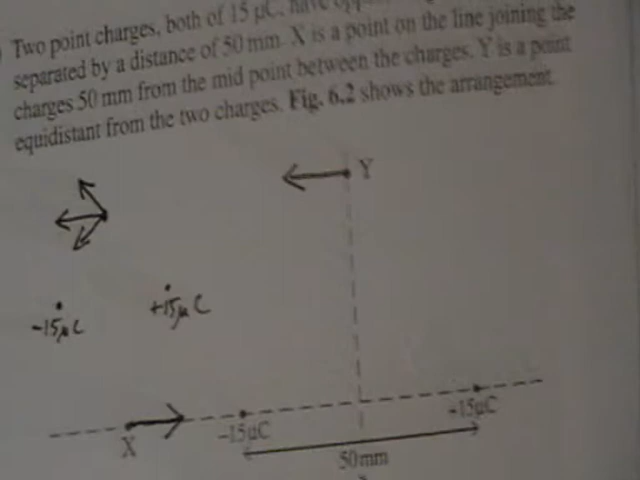 Two point charges, both of 15 μC, have
separated by a distance of 50 mm. X is a point on the line joining the
charges 50 mm from the mid point between the charges. Y is a point
equidistant from the two charges. Fig. 6.2 shows the arrangement.
Y
-15μC
+15μC
X
-15μC
+15μC
50mm